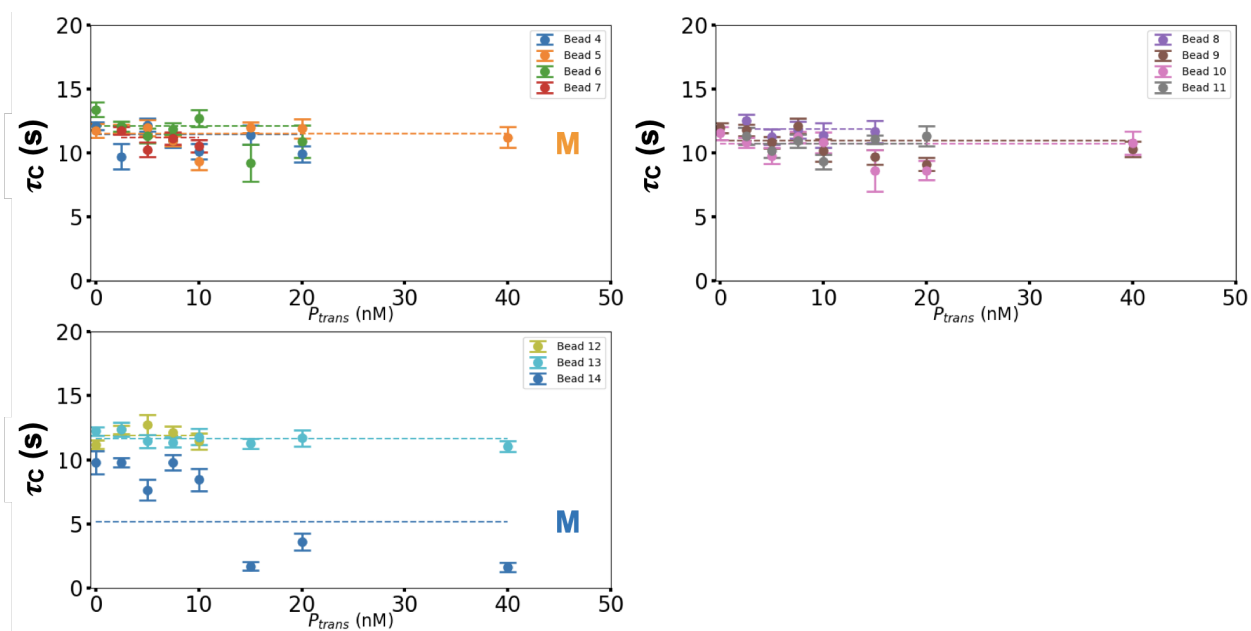 20
15
10
5
0
τC (s)
Bead 4
Bead 5
Bead 6
Bead 7
M
0 10 20 30 40 50
Ptrans (nM)
20
15
10
5
0
τC (s)
Bead 8
Bead 9
Bead 10
Bead 11
0 10 20 30 40 50
Ptrans (nM)
20
15
10
5
0
τC (s)
Bead 12
Bead 13
Bead 14
M
0 10 20 30 40 50
Ptrans (nM)